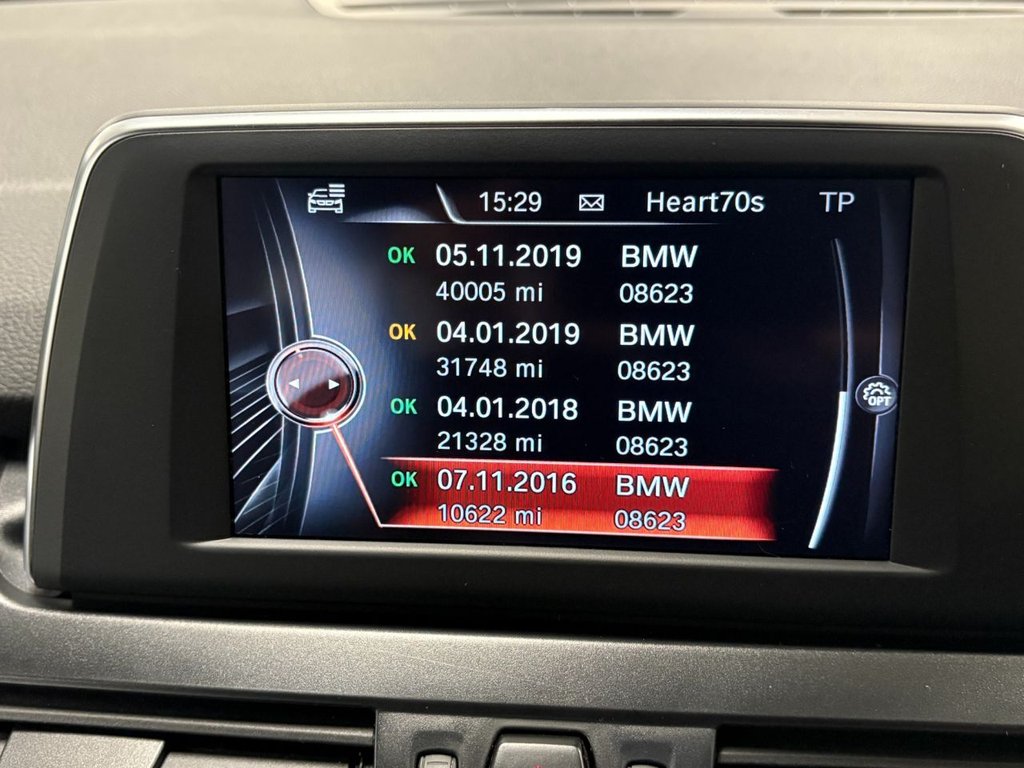 15:29 Heart70s TP
OK 05.11.2019 BMW
40005 mi 08623
OK 04.01.2019 BMW
31748 mi 08623
OPT
OK 04.01.2018 BMW
21328 mi 08623
OK 07.11.2016 BMW
10622 mi 08623